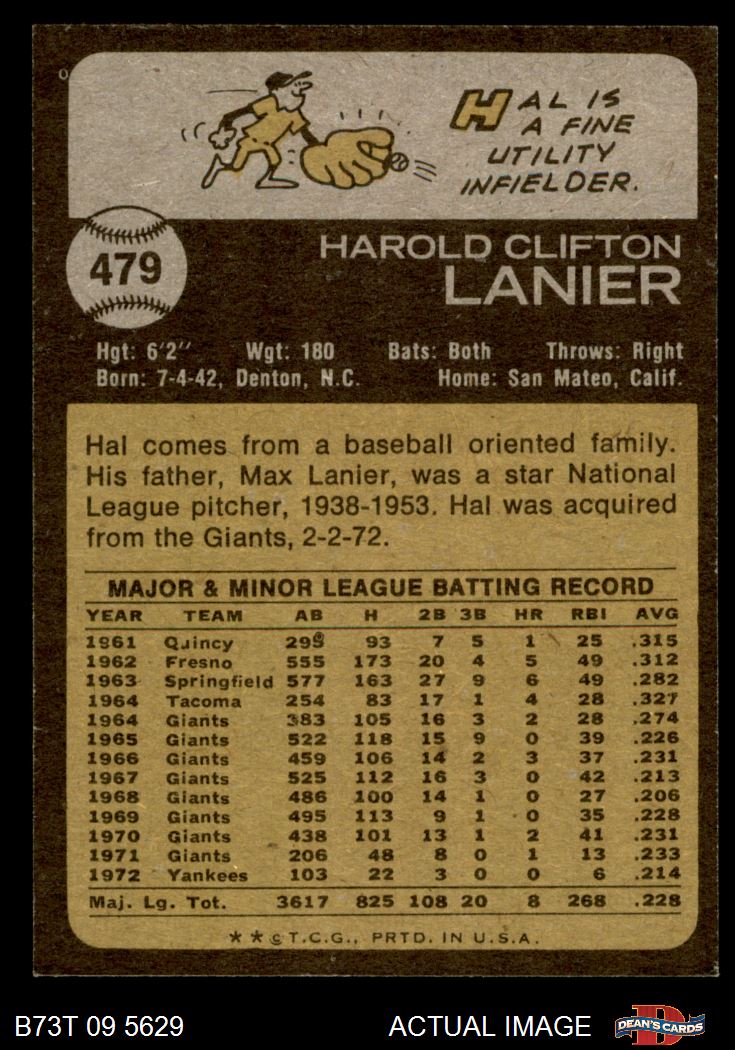 HAL IS
A FINE
UTILITY
INFIELDER.
479
HAROLD CLIFTON
LANIER
Hgt: 6'2" Wgt: 180 Bats: Both Throws: Right
Born: 7-4-42, Denton, N.C. Home: San Mateo, Calif.
Hal comes from a baseball oriented family.
His father, Max Lanier, was a star National
League pitcher, 1938-1953. Hal was acquired
from the Giants, 2-2-72.
MAJOR & MINOR LEAGUE BATTING RECORD
YEAR TEAM AB H 2B 3B HR RBI AVG
1961 Quincy 295 93 7 5 1 25 .315
1962 Fresno 555 173 20 4 5 49 .312
1963 Springfield 577 163 27 9 6 49 .282
1964 Tacoma 254 83 17 1 4 28 .327
1964 Giants 383 105 16 3 2 28 .274
1965 Giants 522 118 15 9 0 39 .226
1966 Giants 459 106 14 2 3 37 .231
1967 Giants 525 112 16 3 0 42 .213
1968 Giants 486 100 14 1 0 27 .206
1969 Giants 495 113 9 1 0 35 .228
1970 Giants 438 101 13 1 2 41 .231
1971 Giants 206 48 8 0 1 13 .233
1972 Yankees 103 22 3 0 0 6 .214
Maj. Lg. Tot. 3617 825 108 20 8 268 .228
**©T.C.G., PRTD. IN U.S.A.
B73T 09 5629 ACTUAL IMAGE DEAN'S CARDS